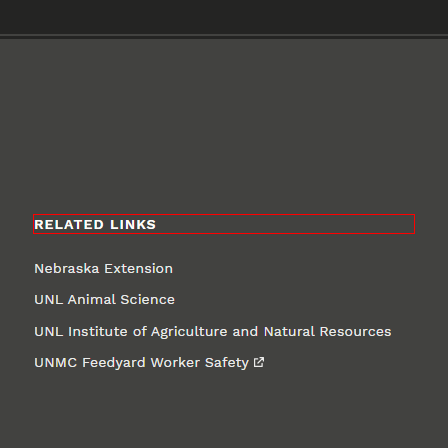 RELATED LINKS
Nebraska Extension
UNL Animal Science
UNL Institute of Agriculture and Natural Resources
UNMC Feedyard Worker Safety